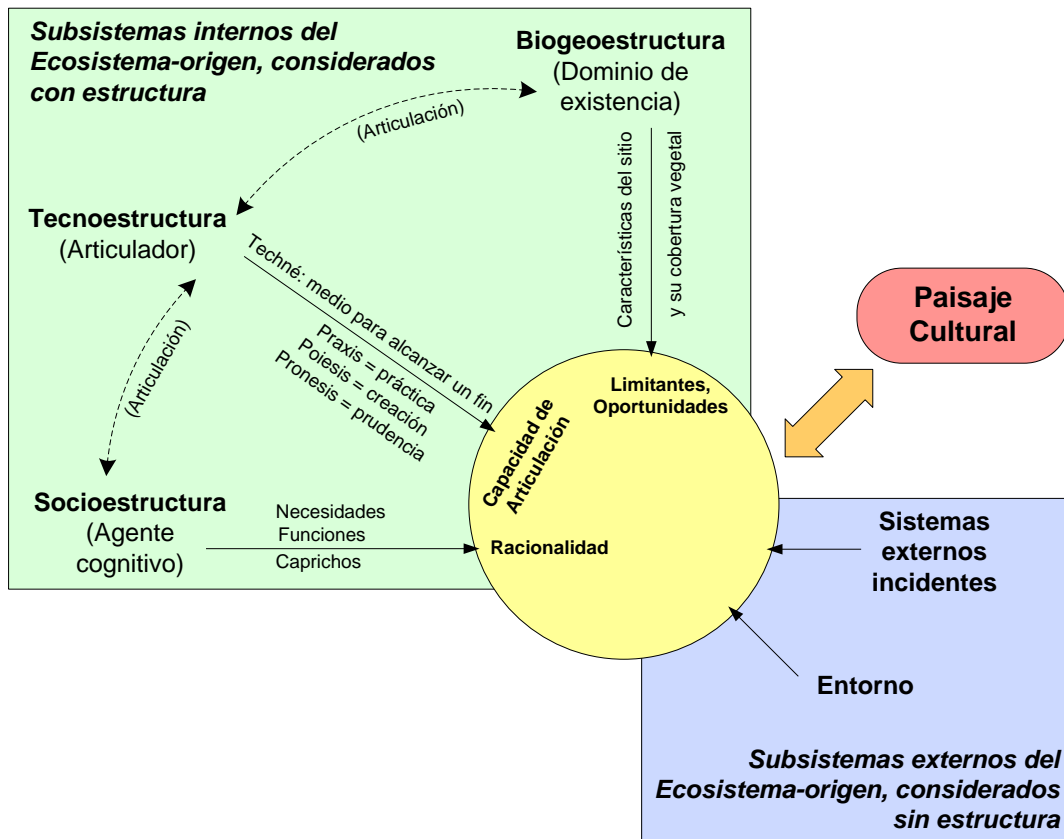 Subsistemas internos del
Ecosistema-origen, considerados
con estructura
Biogeoestructura
(Dominio de
existencia)
(Articulación)
Características del sitio
y su cobertura vegetal
Tecnoestructura
(Articulador)
Techné: medio para alcanzar un fin
Praxis = práctica
Poiesis = creación
Pronesis = prudencia
(Articulación)
Socioestructura
(Agente
cognitivo)
Necesidades
Funciones
Caprichos
Limitantes,
Oportunidades
Capacidad de
Articulación
Racionalidad
Paisaje
Cultural
Sistemas
externos
incidentes
Entorno
Subsistemas externos del
Ecosistema-origen, considerados
sin estructura